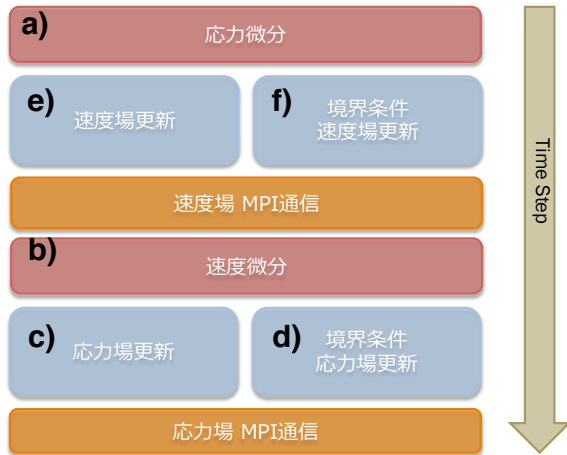 a)
応力微分
e)
速度場更新
f)
境界条件
速度場更新
速度場 MPI通信
b)
速度微分
c)
応力場更新
d)
境界条件
応力場更新
応力場 MPI通信
Time Step